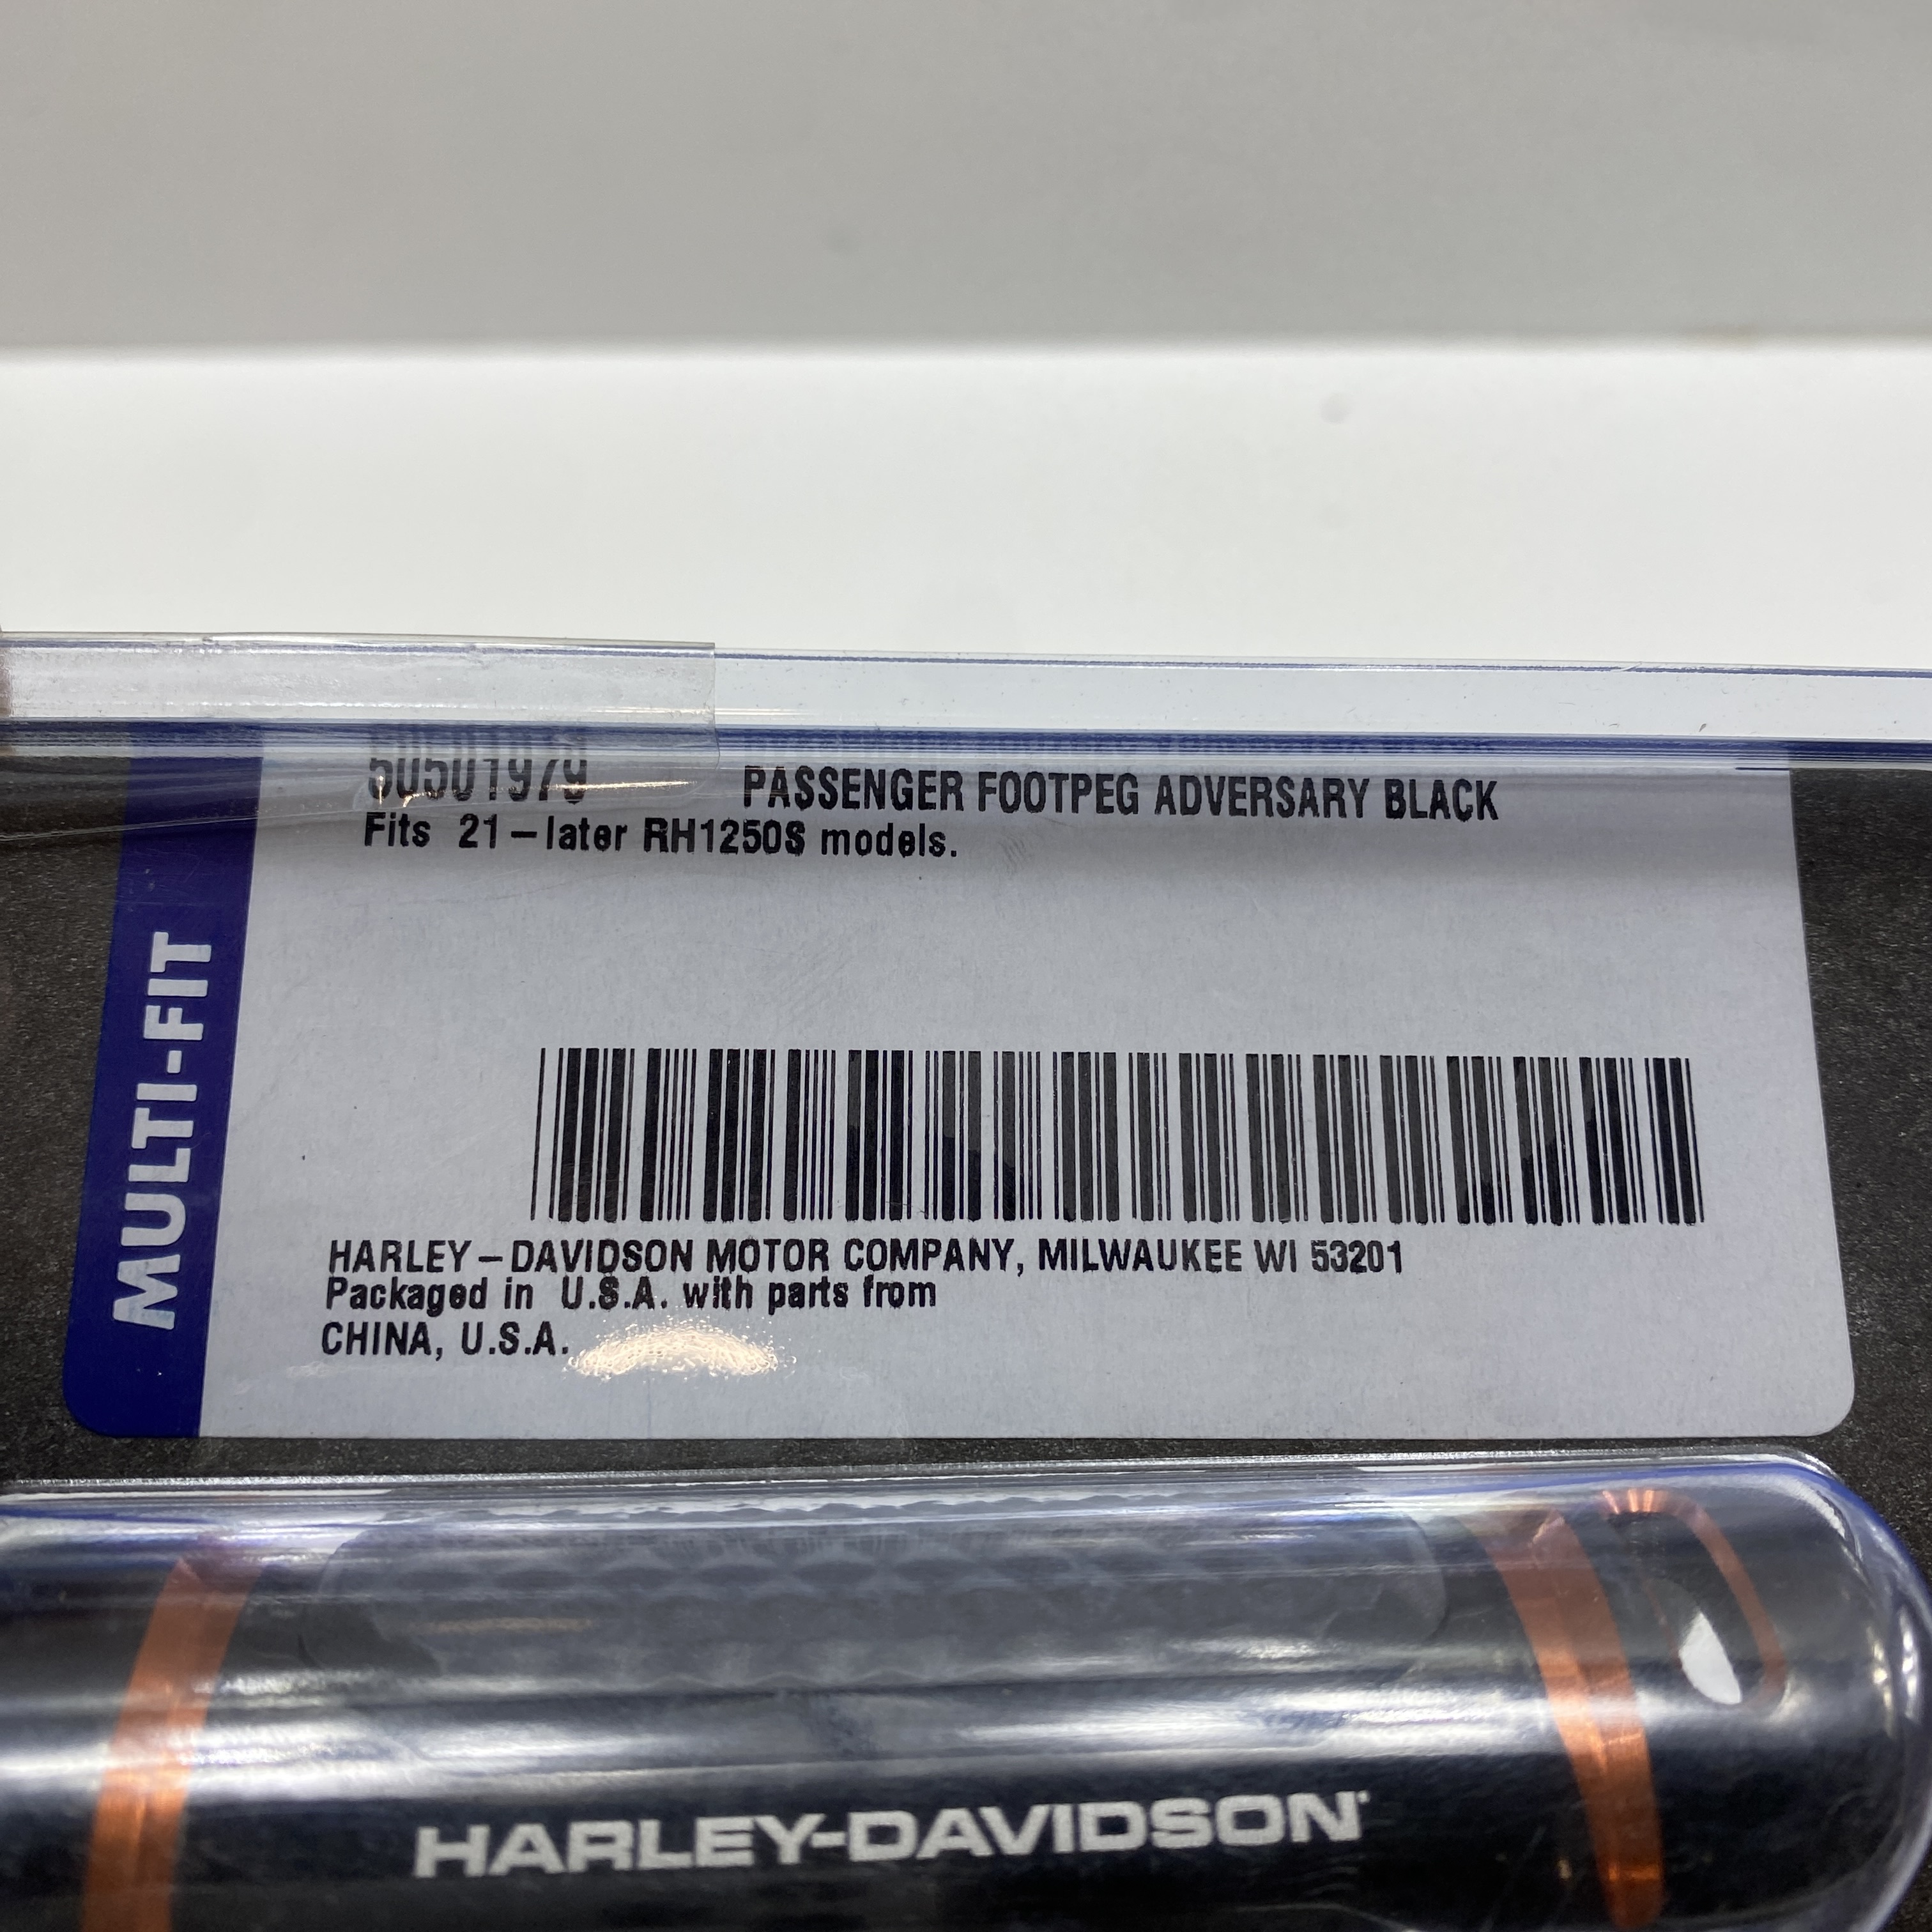 50501979 PASSENGER FOOTPEG ADVERSARY BLACK
Fits 21-later RH1250S models.
MULTI-FIT
HARLEY-DAVIDSON MOTOR COMPANY, MILWAUKEE WI 53201
Packaged in U.S.A. with parts from
CHINA, U.S.A.
HARLEY-DAVIDSON